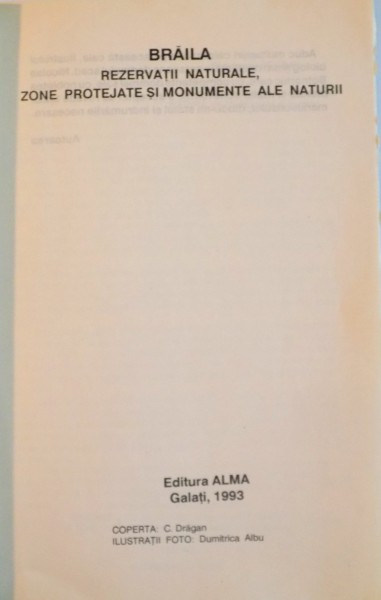 BRĂILA
REZERVAȚII NATURALE,
ZONE PROTEJATE ȘI MONUMENTE ALE NATURII
Editura ALMA
Galați, 1993
COPERTA: C. Drăgan
ILUSTRAȚII FOTO: Dumitrica Albu